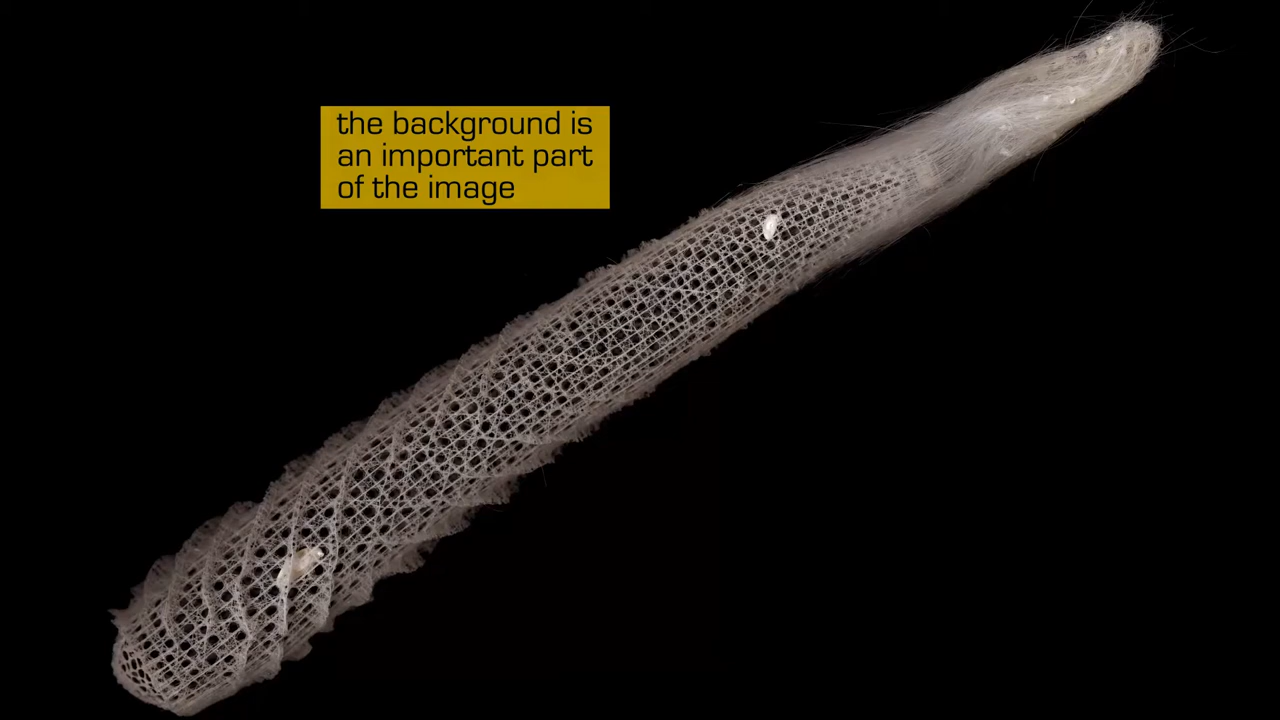 the background is
an important part
of the image